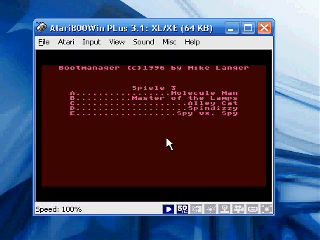 Atari800Win PLus 3.1: XL/XE (64 KB)
File Atari Input View Sound Misc Help
BootManager (c)1996 by Mike Langer
Spiele 3
A..................Molecule Man
B...........Master of the Lamps
C.....................Alley Cat
D.....................Spindizzy
E...................Spy vs. Spy
Speed: 100%